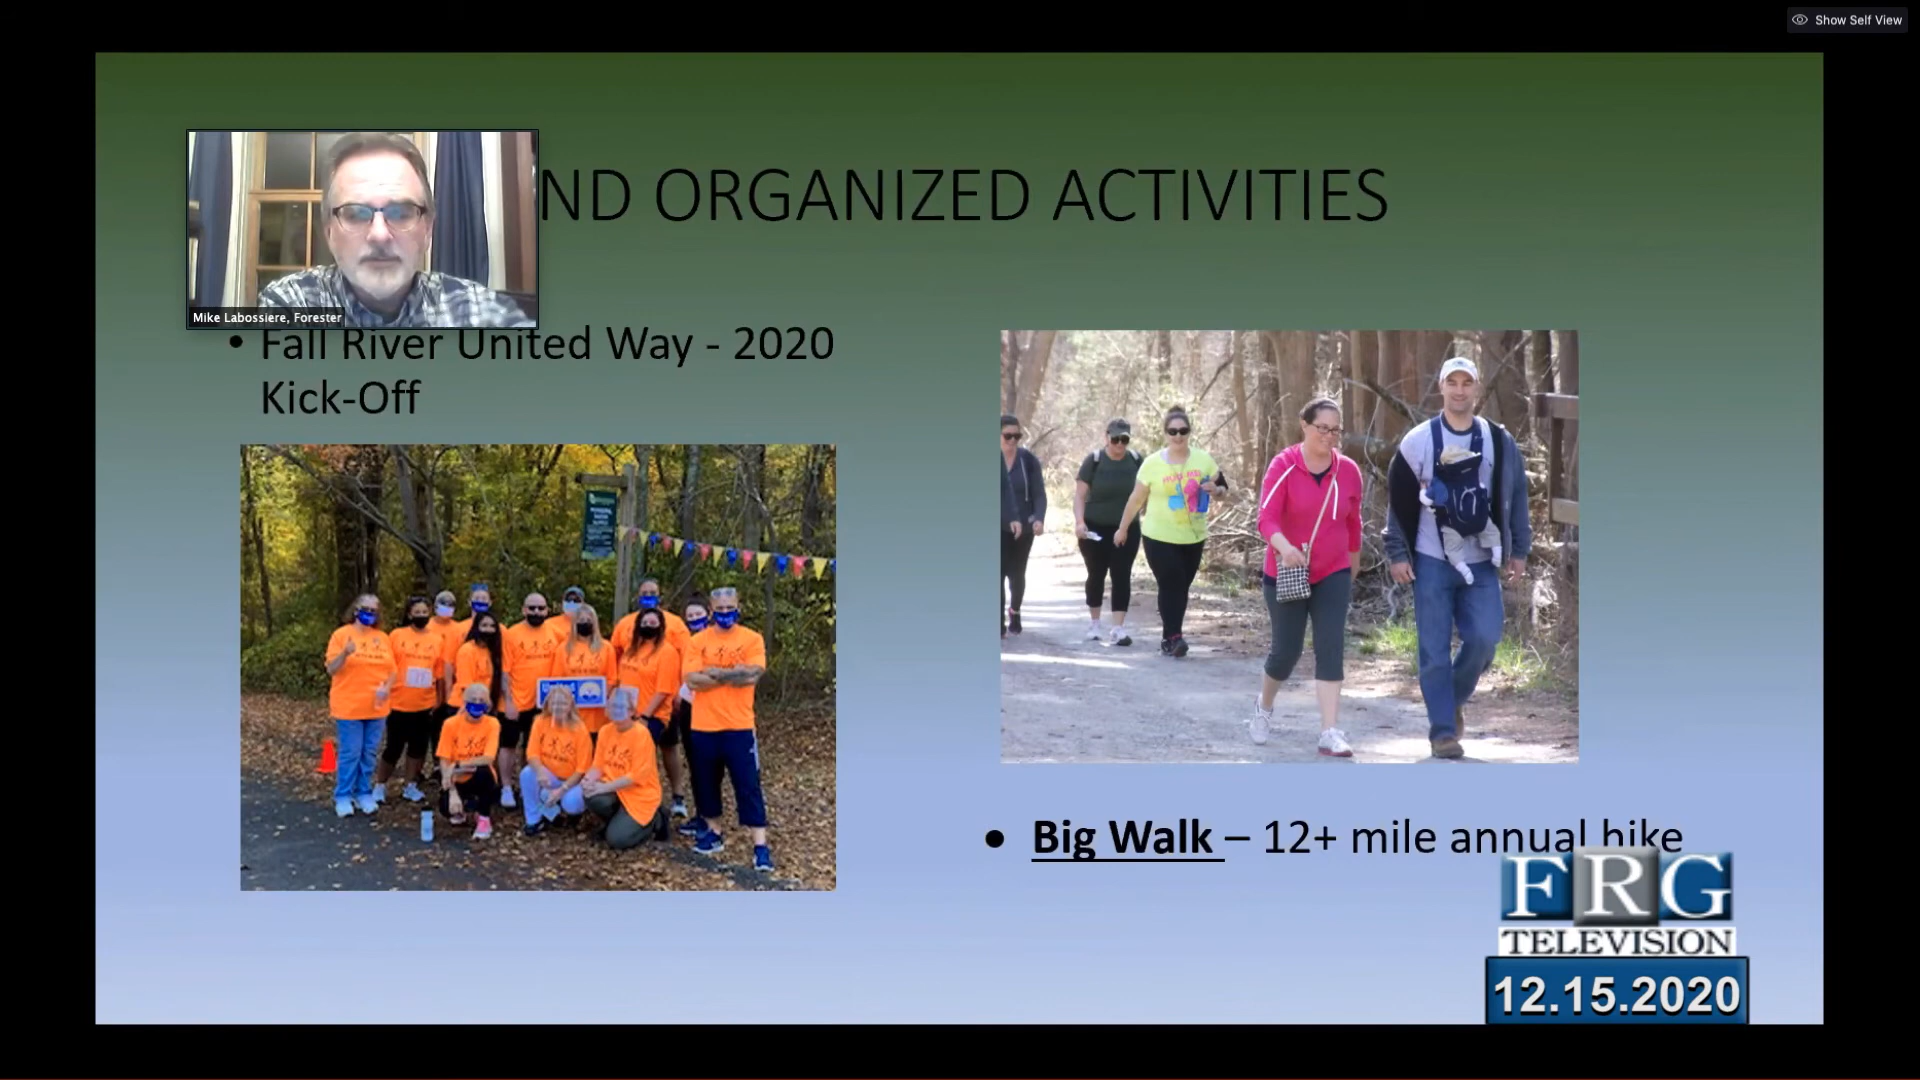 Show Self View
ND ORGANIZED ACTIVITIES
Mike Labossiere, Forester
• Fall River United Way - 2020
Kick-Off
United
• Big Walk – 12+ mile annual hike
FRG
TELEVISION
12.15.2020